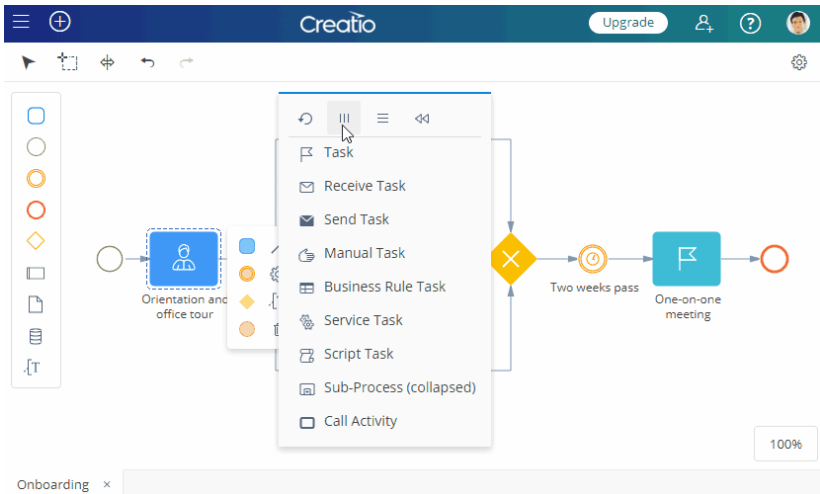 Creatio
Upgrade
Task
Receive Task
Send Task
Manual Task
Business Rule Task
Service Task
Script Task
Sub-Process (collapsed)
Call Activity
Orientation and
office tour
Two weeks pass
One-on-one
meeting
100%
Onboarding